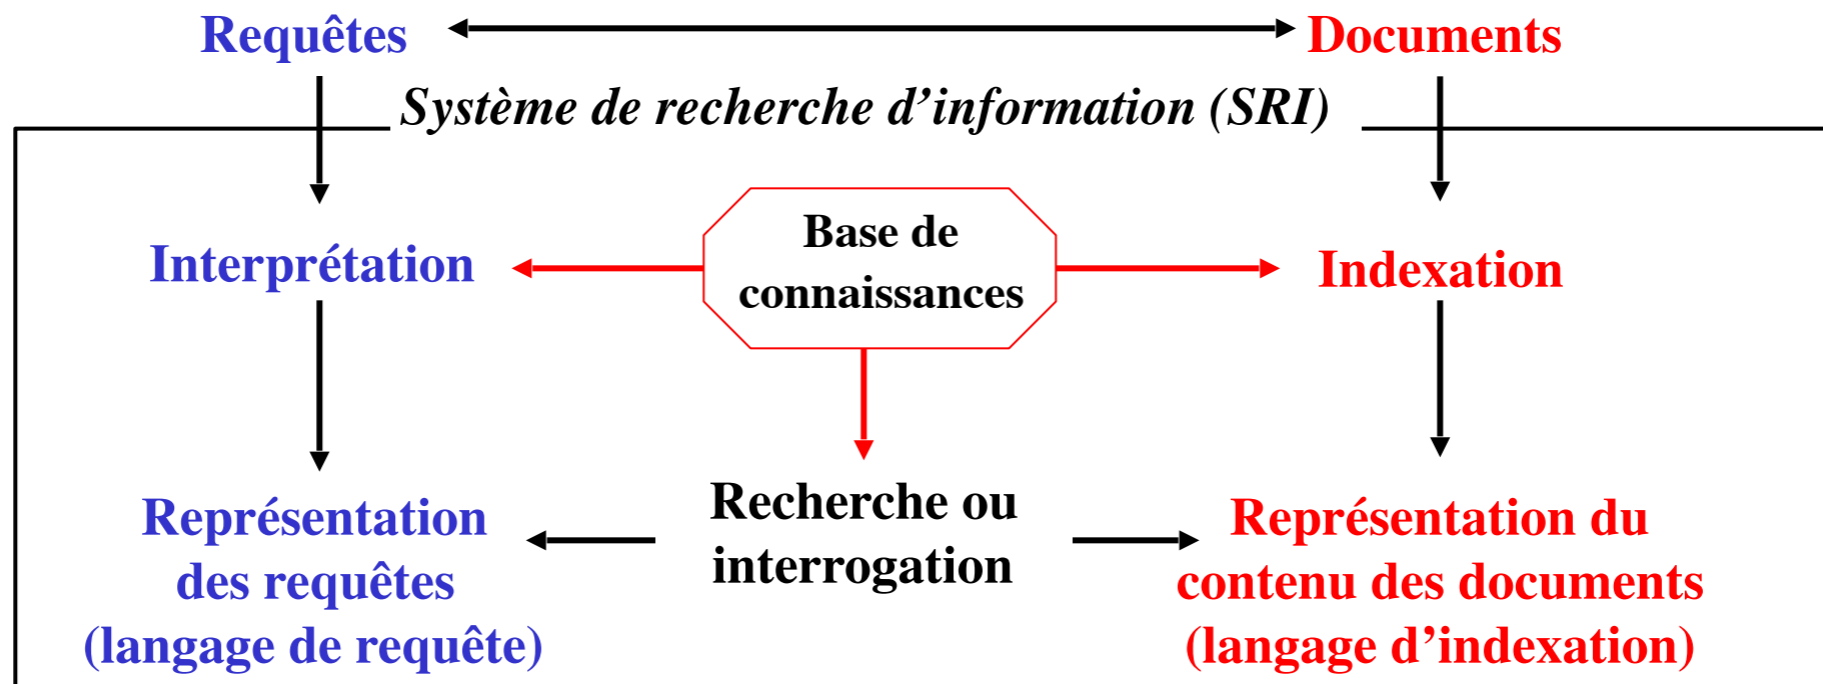 Requêtes
Documents
Système de recherche d’information (SRI)
Base de
connaissances
Interprétation
Indexation
Recherche ou
interrogation
Représentation
des requêtes
(langage de requête)
Représentation du
contenu des documents
(langage d’indexation)